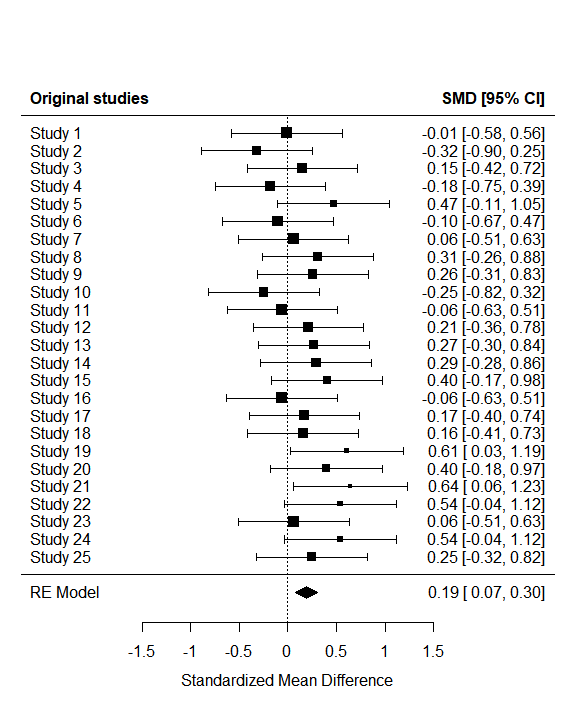 Original studies SMD [95% CI]
Study 1 -0.01 [-0.58, 0.56]
Study 2 -0.32 [-0.90, 0.25]
Study 3 0.15 [-0.42, 0.72]
Study 4 -0.18 [-0.75, 0.39]
Study 5 0.47 [-0.11, 1.05]
Study 6 -0.10 [-0.67, 0.47]
Study 7 0.06 [-0.51, 0.63]
Study 8 0.31 [-0.26, 0.88]
Study 9 0.26 [-0.31, 0.83]
Study 10 -0.25 [-0.82, 0.32]
Study 11 -0.06 [-0.63, 0.51]
Study 12 0.21 [-0.36, 0.78]
Study 13 0.27 [-0.30, 0.84]
Study 14 0.29 [-0.28, 0.86]
Study 15 0.40 [-0.17, 0.98]
Study 16 -0.06 [-0.63, 0.51]
Study 17 0.17 [-0.40, 0.74]
Study 18 0.16 [-0.41, 0.73]
Study 19 0.61 [ 0.03, 1.19]
Study 20 0.40 [-0.18, 0.97]
Study 21 0.64 [ 0.06, 1.23]
Study 22 0.54 [-0.04, 1.12]
Study 23 0.06 [-0.51, 0.63]
Study 24 0.54 [-0.04, 1.12]
Study 25 0.25 [-0.32, 0.82]
RE Model 0.19 [ 0.07, 0.30]
-1.5 -1 -0.5 0 0.5 1 1.5
Standardized Mean Difference